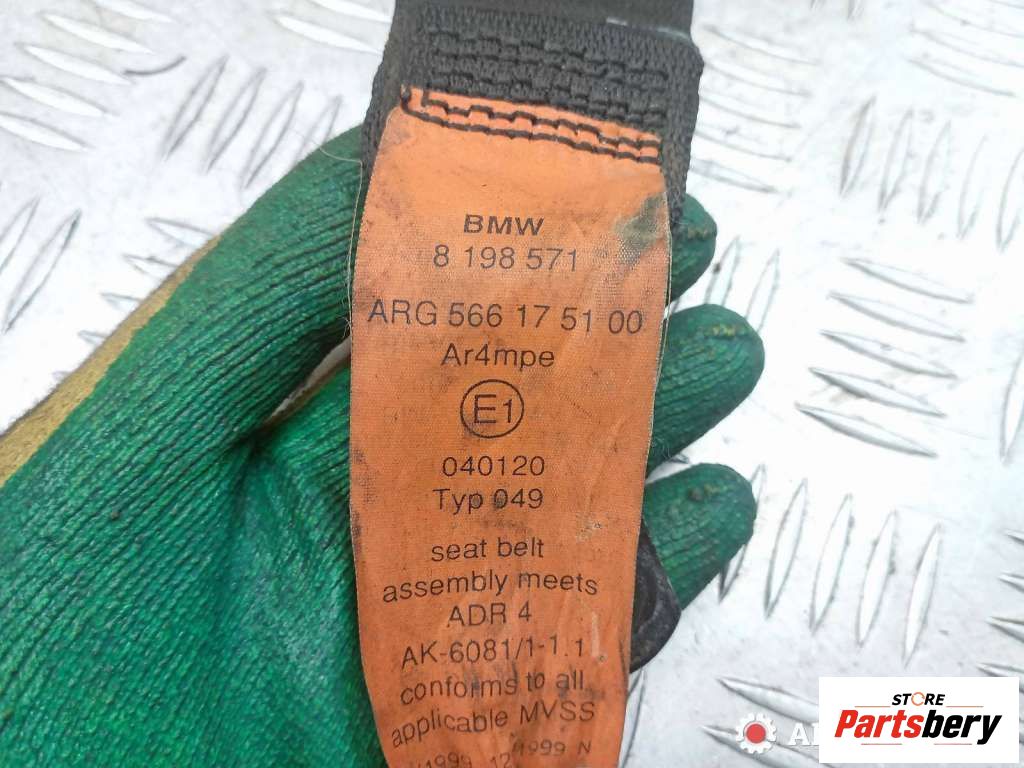 BMW
8 198 571
ARG 566 17 51 00
Ar4mpe
E1
040120
Typ 049
seat belt
assembly meets
ADR 4
AK-6081/1-1.1
conforms to all
applicable MVSS
1999 N
STORE
Partsbery